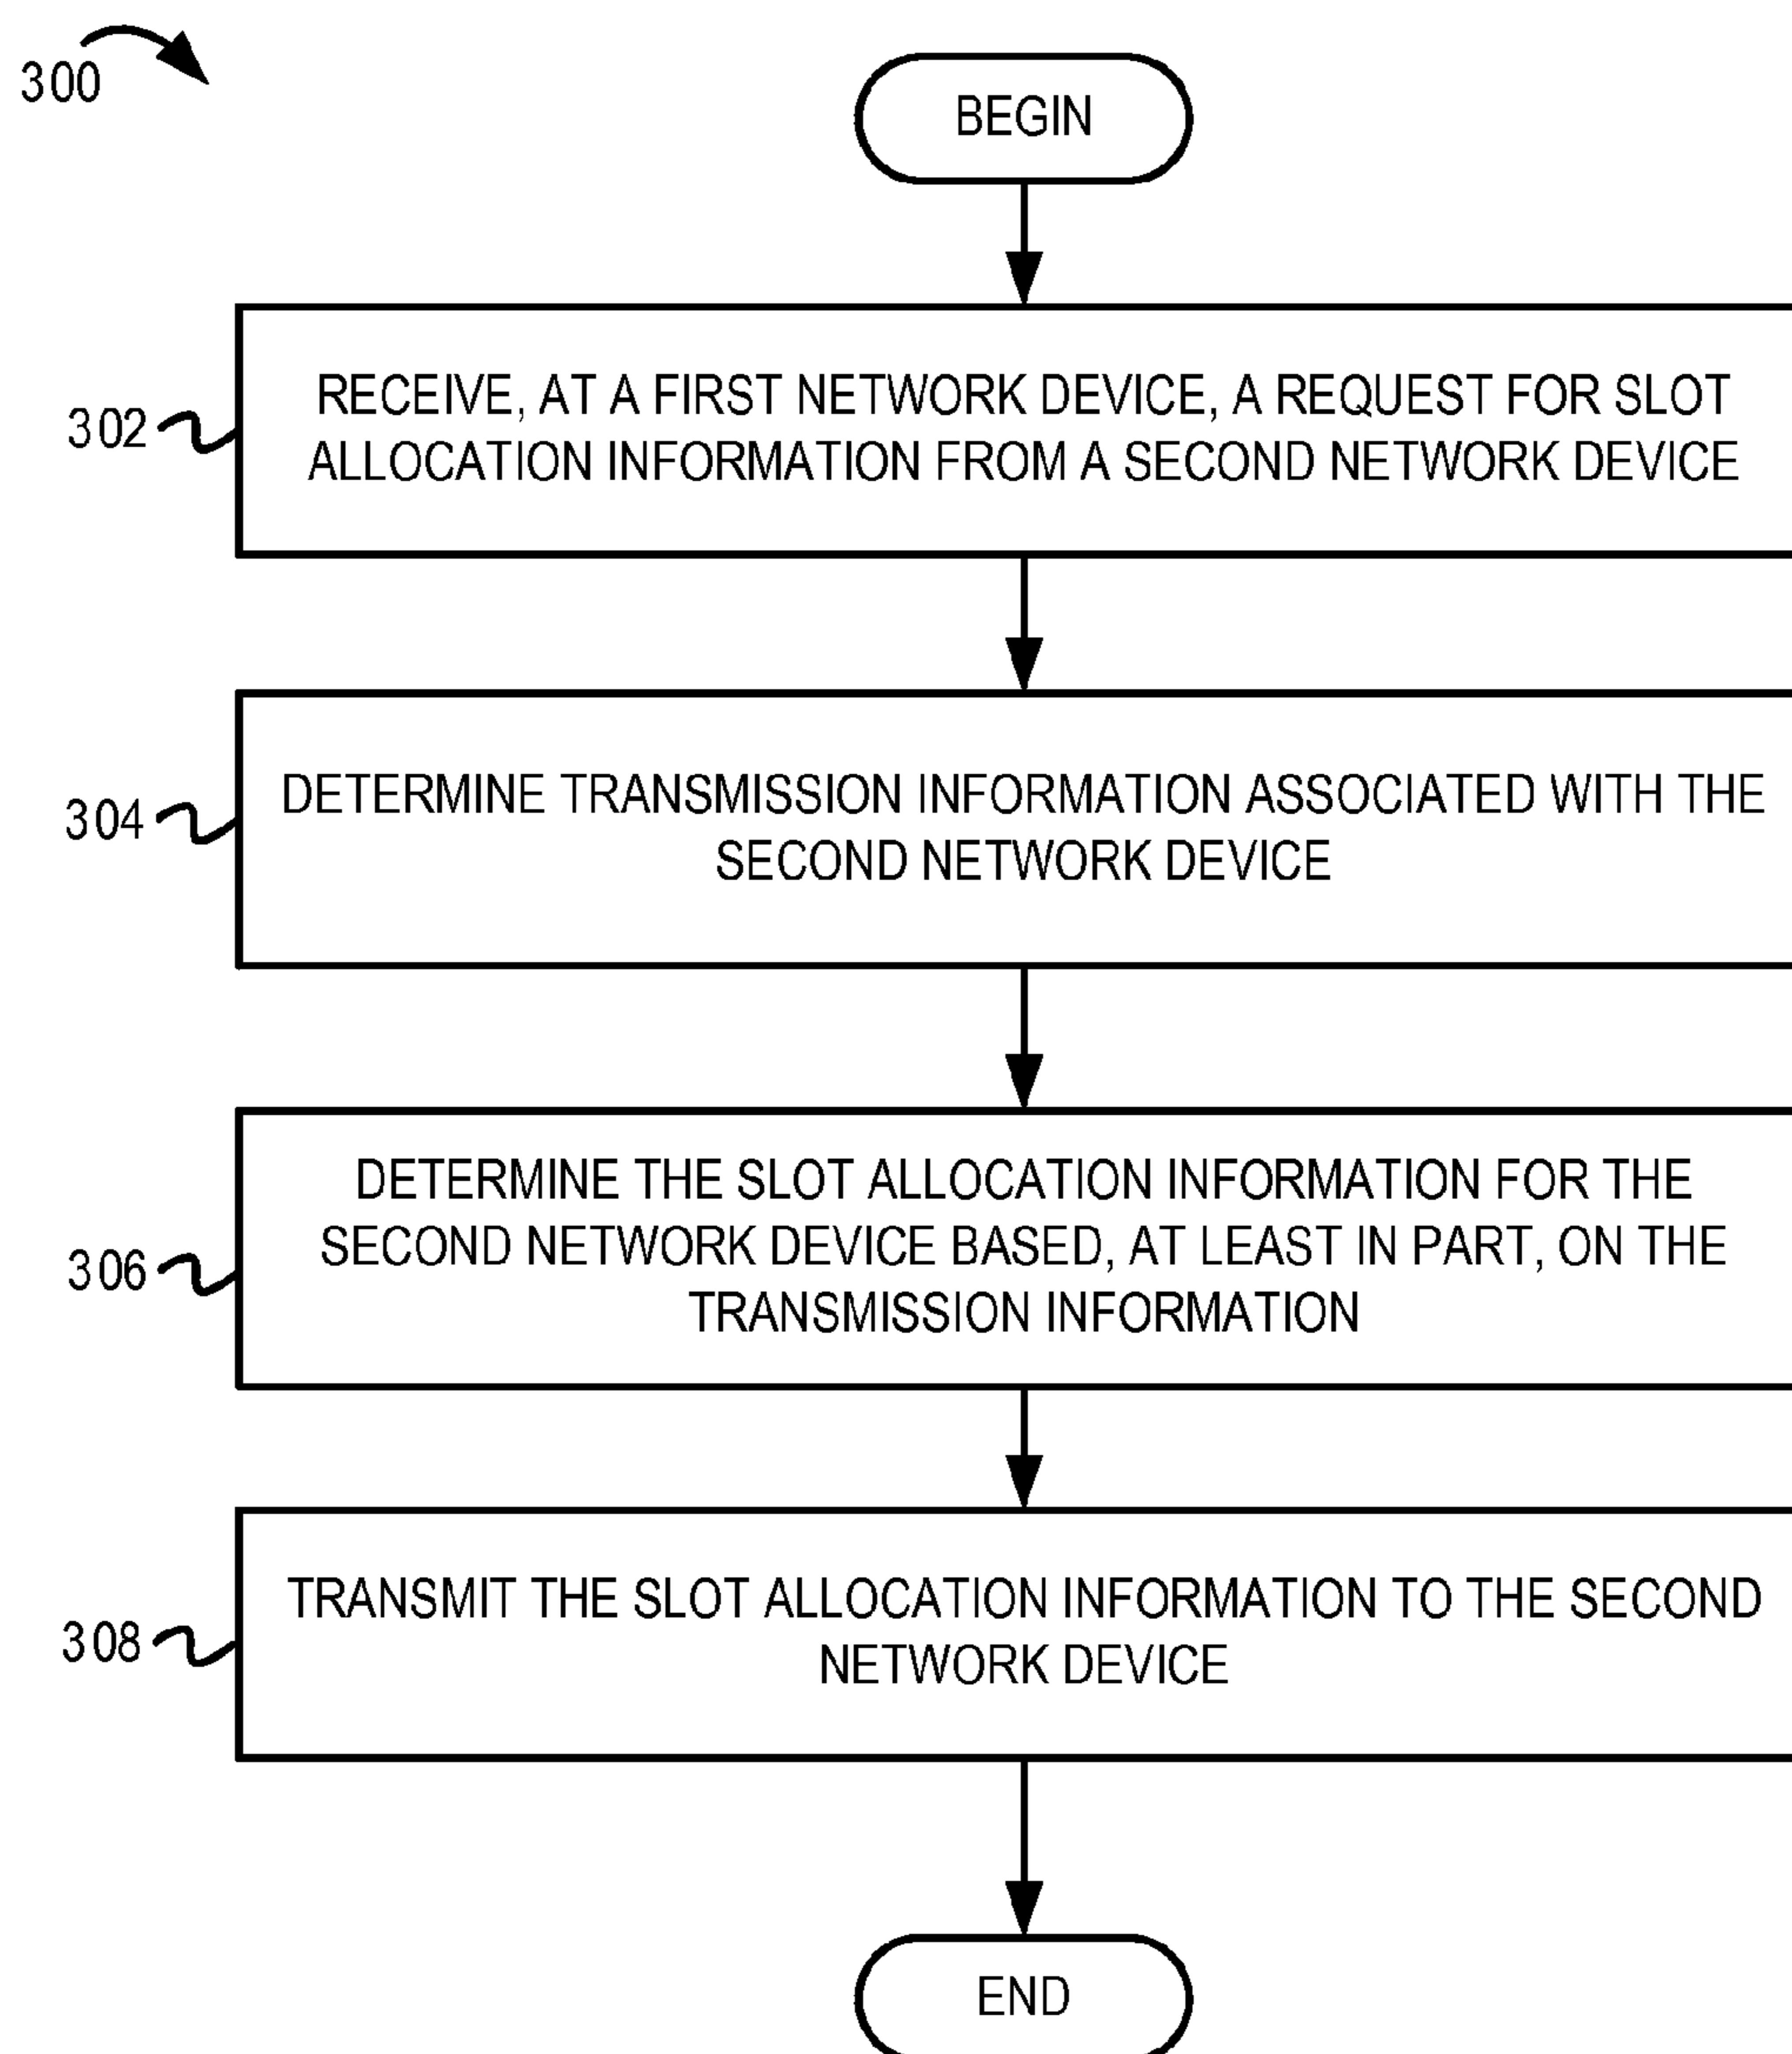 300
BEGIN
RECEIVE, AT A FIRST NETWORK DEVICE, A REQUEST FOR SLOT
ALLOCATION INFORMATION FROM A SECOND NETWORK DEVICE
302
DETERMINE TRANSMISSION INFORMATION ASSOCIATED WITH THE
SECOND NETWORK DEVICE
304
DETERMINE THE SLOT ALLOCATION INFORMATION FOR THE
SECOND NETWORK DEVICE BASED, AT LEAST IN PART, ON THE
TRANSMISSION INFORMATION
306
TRANSMIT THE SLOT ALLOCATION INFORMATION TO THE SECOND
NETWORK DEVICE
308
END